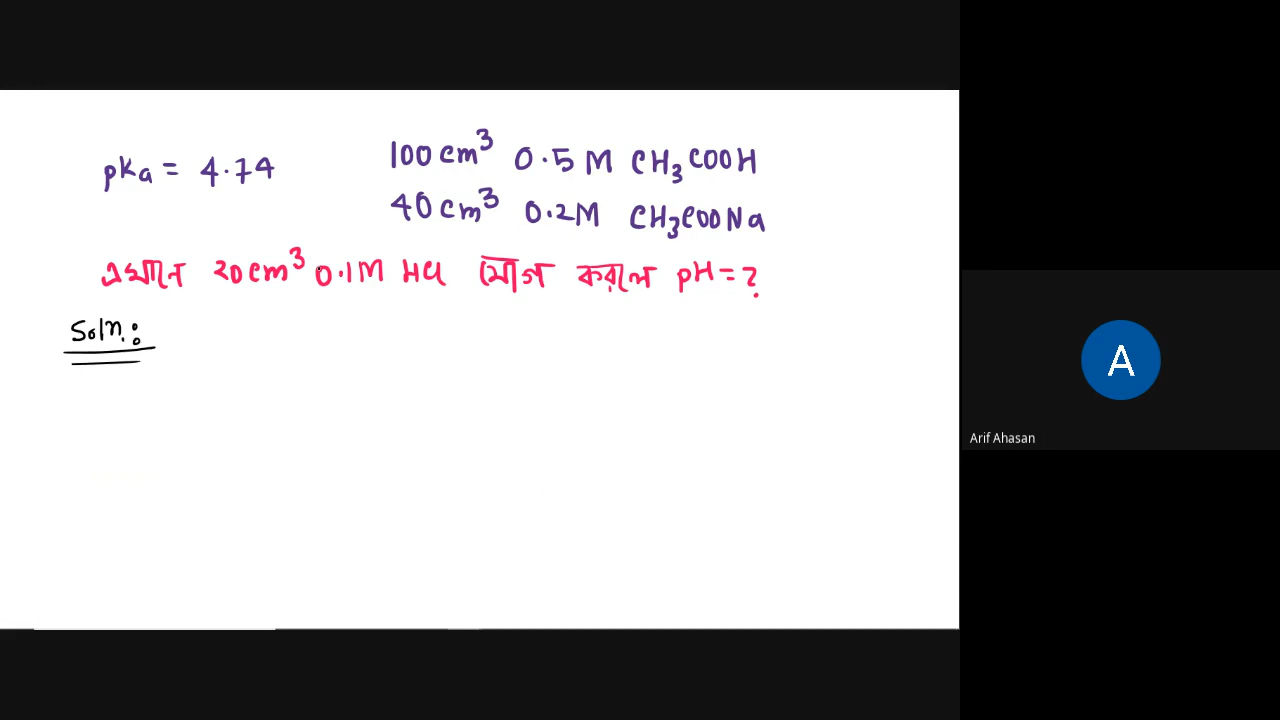 pka = 4.74
100 cm³ 0.5 M CH₃COOH
40 cm³ 0.2M CH₃COONa
এখানে 20 cm³ 0.1M HCl যোগ করলে pH = ?
Soln:
A
Arif Ahasan